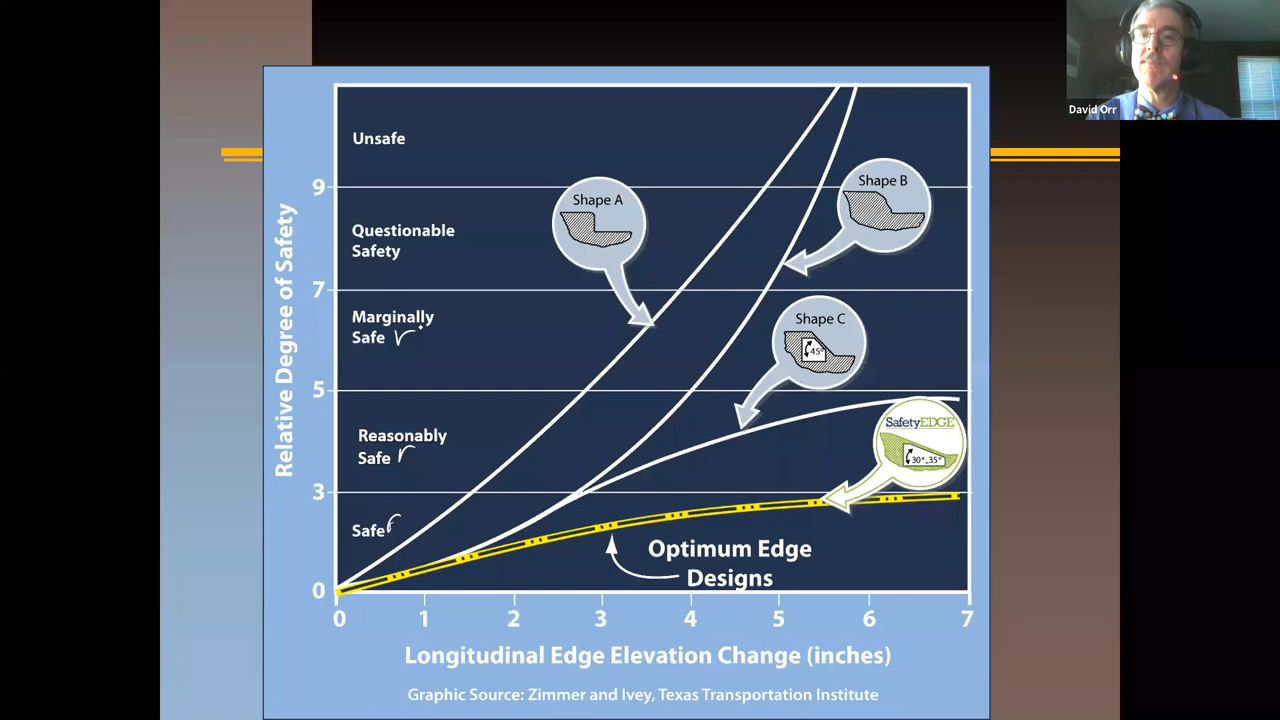 David Orr
Unsafe
9
Shape A
Shape B
Questionable
Safety
7
Marginally
Safe
Shape C
45°
5
Reasonably
Safe
SafetyEDGE
30°-35°
3
Safe
Optimum Edge
Designs
0
0 1 2 3 4 5 6 7
Relative Degree of Safety
Longitudinal Edge Elevation Change (inches)
Graphic Source: Zimmer and Ivey, Texas Transportation Institute